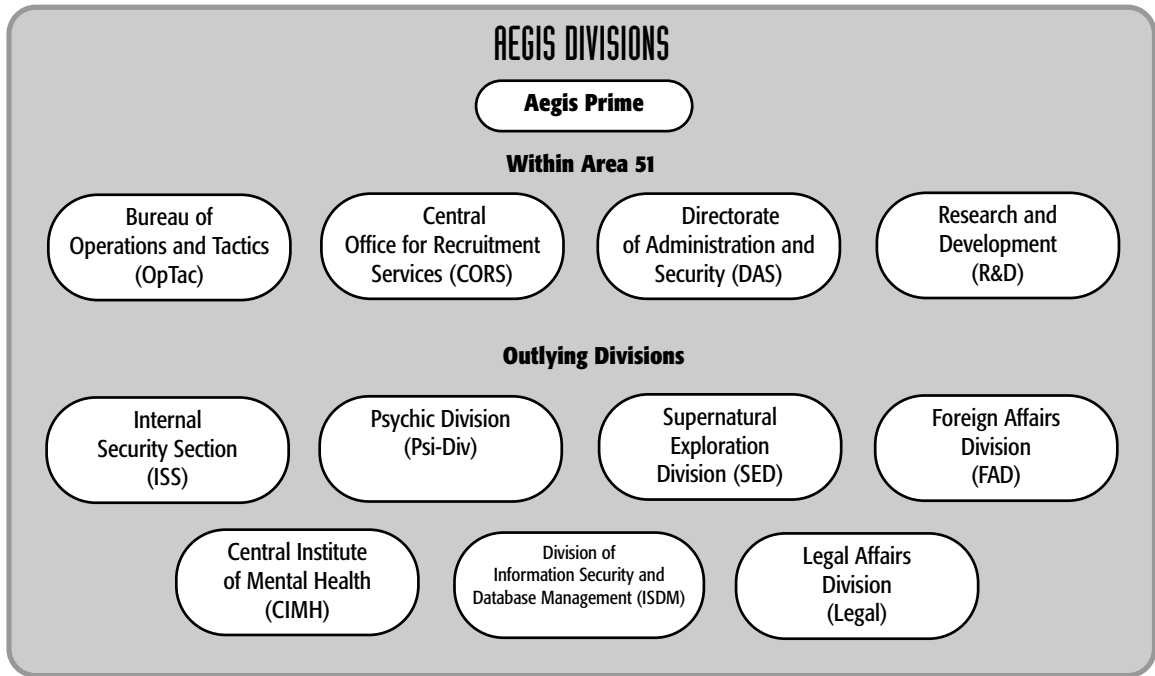 AEGIS DIVISIONS
Aegis Prime
Within Area 51
Bureau of
Operations and Tactics
(OpTac)
Central
Office for Recruitment
Services (CORS)
Directorate
of Administration and
Security (DAS)
Research and
Development
(R&D)
Outlying Divisions
Internal
Security Section
(ISS)
Psychic Division
(Psi-Div)
Supernatural
Exploration
Division (SED)
Foreign Affairs
Division
(FAD)
Central Institute
of Mental Health
(CIMH)
Division of
Information Security and
Database Management (ISDM)
Legal Affairs
Division
(Legal)